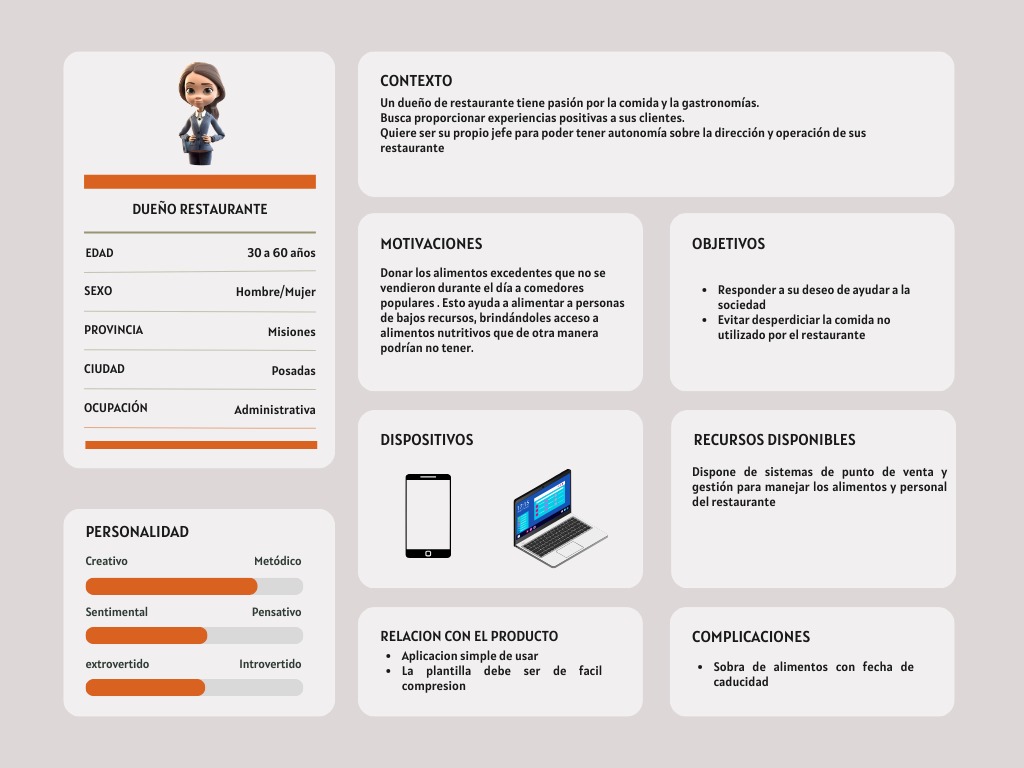 DUEÑO RESTAURANTE
EDAD 30 a 60 años
SEXO Hombre/Mujer
PROVINCIA Misiones
CIUDAD Posadas
OCUPACIÓN Administrativa
PERSONALIDAD
Creativo Metódico
Sentimental Pensativo
extrovertido Introvertido
CONTEXTO
Un dueño de restaurante tiene pasión por la comida y la gastronomías.
Busca proporcionar experiencias positivas a sus clientes.
Quiere ser su propio jefe para poder tener autonomía sobre la dirección y operación de sus
restaurante
MOTIVACIONES
Donar los alimentos excedentes que no se
vendieron durante el día a comedores
populares . Esto ayuda a alimentar a personas
de bajos recursos, brindándoles acceso a
alimentos nutritivos que de otra manera
podrían no tener.
OBJETIVOS
• Responder a su deseo de ayudar a la
sociedad
• Evitar desperdiciar la comida no
utilizado por el restaurante
DISPOSITIVOS
17:15
RECURSOS DISPONIBLES
Dispone de sistemas de punto de venta y
gestión para manejar los alimentos y personal
del restaurante
RELACION CON EL PRODUCTO
• Aplicacion simple de usar
• La plantilla debe ser de facil
compresion
COMPLICACIONES
• Sobra de alimentos con fecha de
caducidad